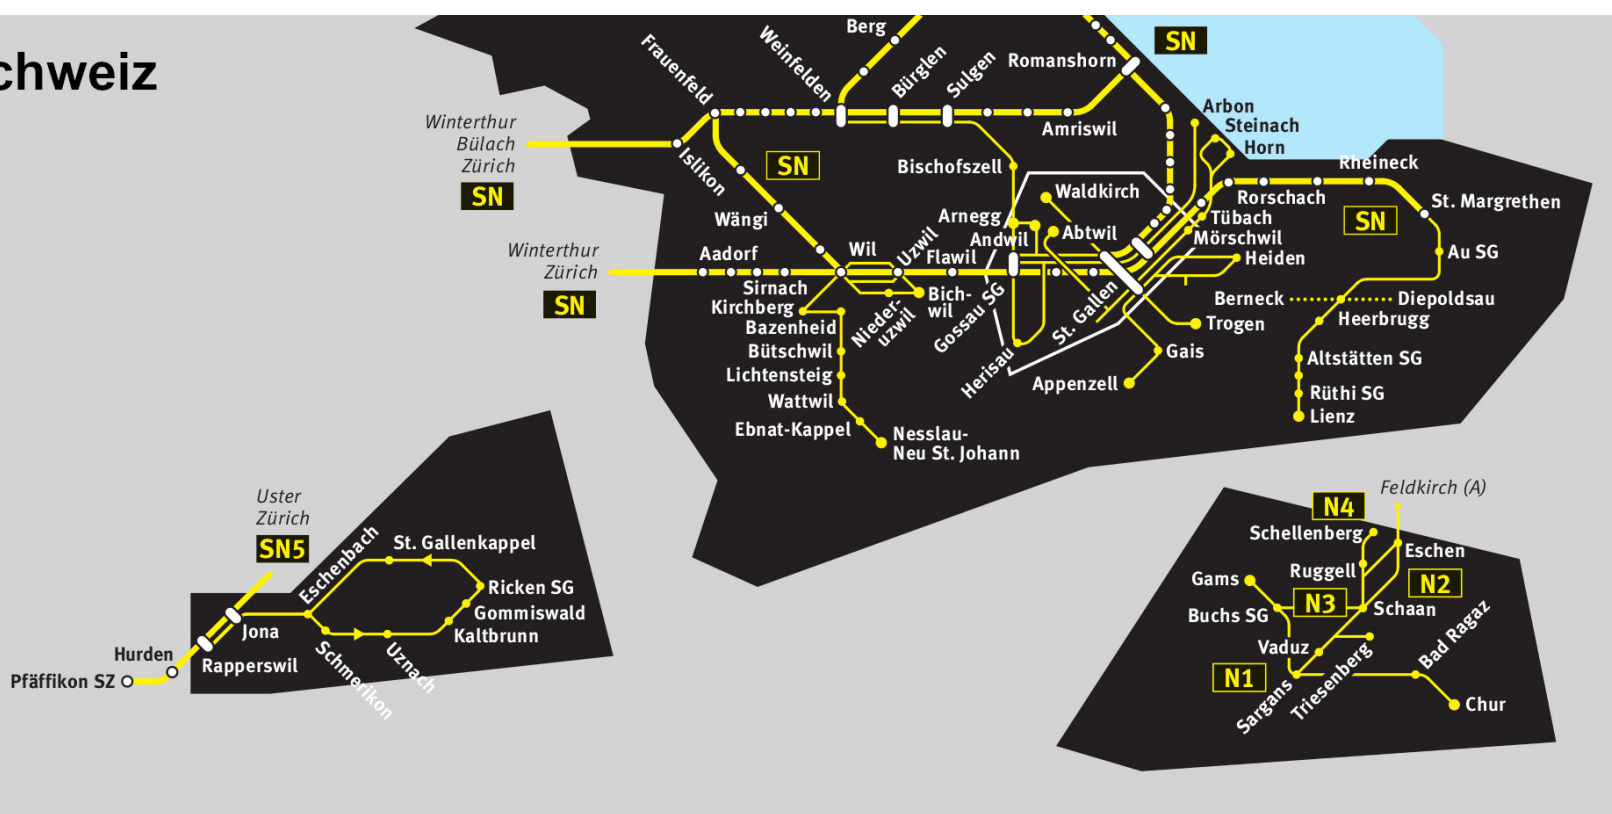 chweiz
Berg
SN
Weinfelden
Frauenfeld
Bürglen
Sulgen
Romanshorn
Arbon
Steinach
Horn
Winterthur
Bülach
Zürich
SN
Islikon
SN
Amriswil
Bischofszell
Rheineck
Waldkirch
Rorschach
St. Margrethen
Wängi
Arnegg
Andwil
Abtwil
Tübach
Mörschwil
SN
Winterthur
Zürich
SN
Aadorf
Wil
Uzwil
Flawil
Heiden
Au SG
Sirnach
Kirchberg
Bich-
wil
Nieder-
uzwil
Gossau SG
St. Gallen
Berneck
Diepoldsau
Heerbrugg
Bazenheid
Trogen
Bütschwil
Herisau
Gais
Altstätten SG
Lichtensteig
Appenzell
Rüthi SG
Wattwil
Lienz
Ebnat-Kappel
Nesslau-
Neu St. Johann
Uster
Zürich
SN5
Eschenbach
St. Gallenkappel
Ricken SG
Gommiswald
Kaltbrunn
Jona
Hurden
Rapperswil
Pfäffikon SZ
Schmerikon
Uznach
Feldkirch (A)
N4
Schellenberg
Eschen
Gams
Ruggell
N2
Buchs SG
N3
Schaan
Vaduz
Bad Ragaz
N1
Sargans
Triesenberg
Chur